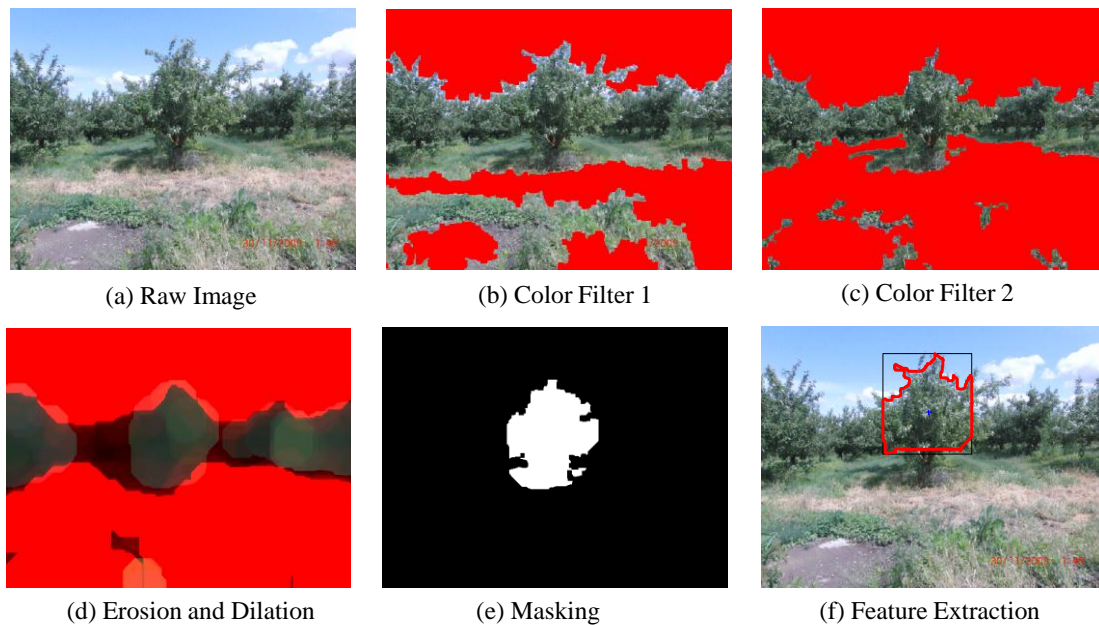 (a) Raw Image
(b) Color Filter 1
(c) Color Filter 2
(d) Erosion and Dilation
(e) Masking
(f) Feature Extraction